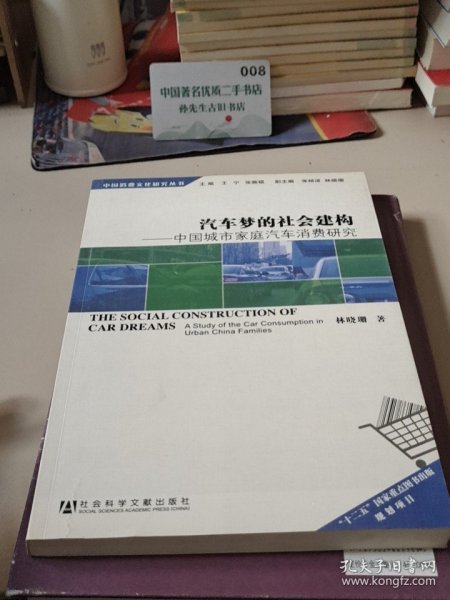 008
中国著名优质二手书店
孙先生古旧书店
中国消费文化研究丛书
主编 王 宁
汽车梦的社会建构
——中国城市家庭汽车消费研究
THE SOCIAL CONSTRUCTION OF
CAR DREAMS A Study of the Car Consumption in
Urban China Families
林晓珊 著
社会科学文献出版社
SOCIAL SCIENCES ACADEMIC PRESS (CHINA)
"十二五"国家重点图书出版
规划项目
孔夫子旧书网
www.kongfz.com